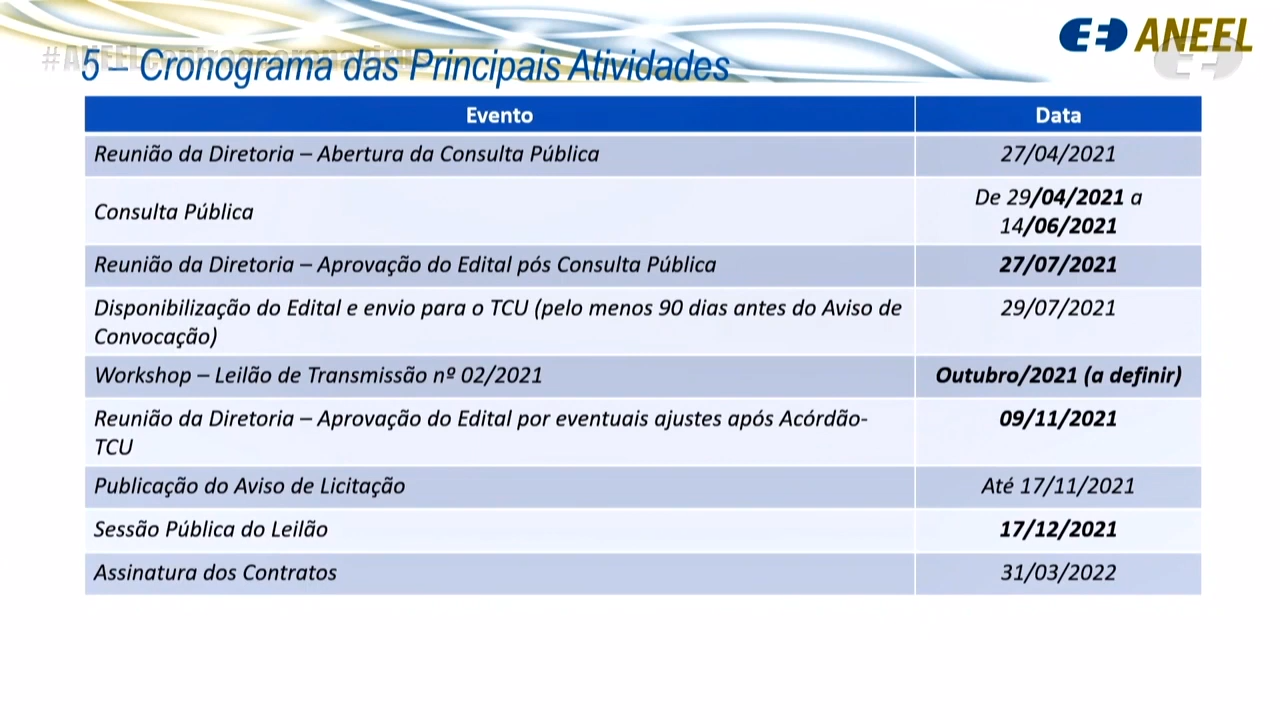 ANEEL
#ANEELcontraocoronavírus
5 – Cronograma das Principais Atividades
Evento
Data
Reunião da Diretoria – Abertura da Consulta Pública
27/04/2021
Consulta Pública
De 29/04/2021 a
14/06/2021
Reunião da Diretoria – Aprovação do Edital pós Consulta Pública
27/07/2021
Disponibilização do Edital e envio para o TCU (pelo menos 90 dias antes do Aviso de
Convocação)
29/07/2021
Workshop – Leilão de Transmissão nº 02/2021
Outubro/2021 (a definir)
Reunião da Diretoria – Aprovação do Edital por eventuais ajustes após Acórdão-
TCU
09/11/2021
Publicação do Aviso de Licitação
Até 17/11/2021
Sessão Pública do Leilão
17/12/2021
Assinatura dos Contratos
31/03/2022